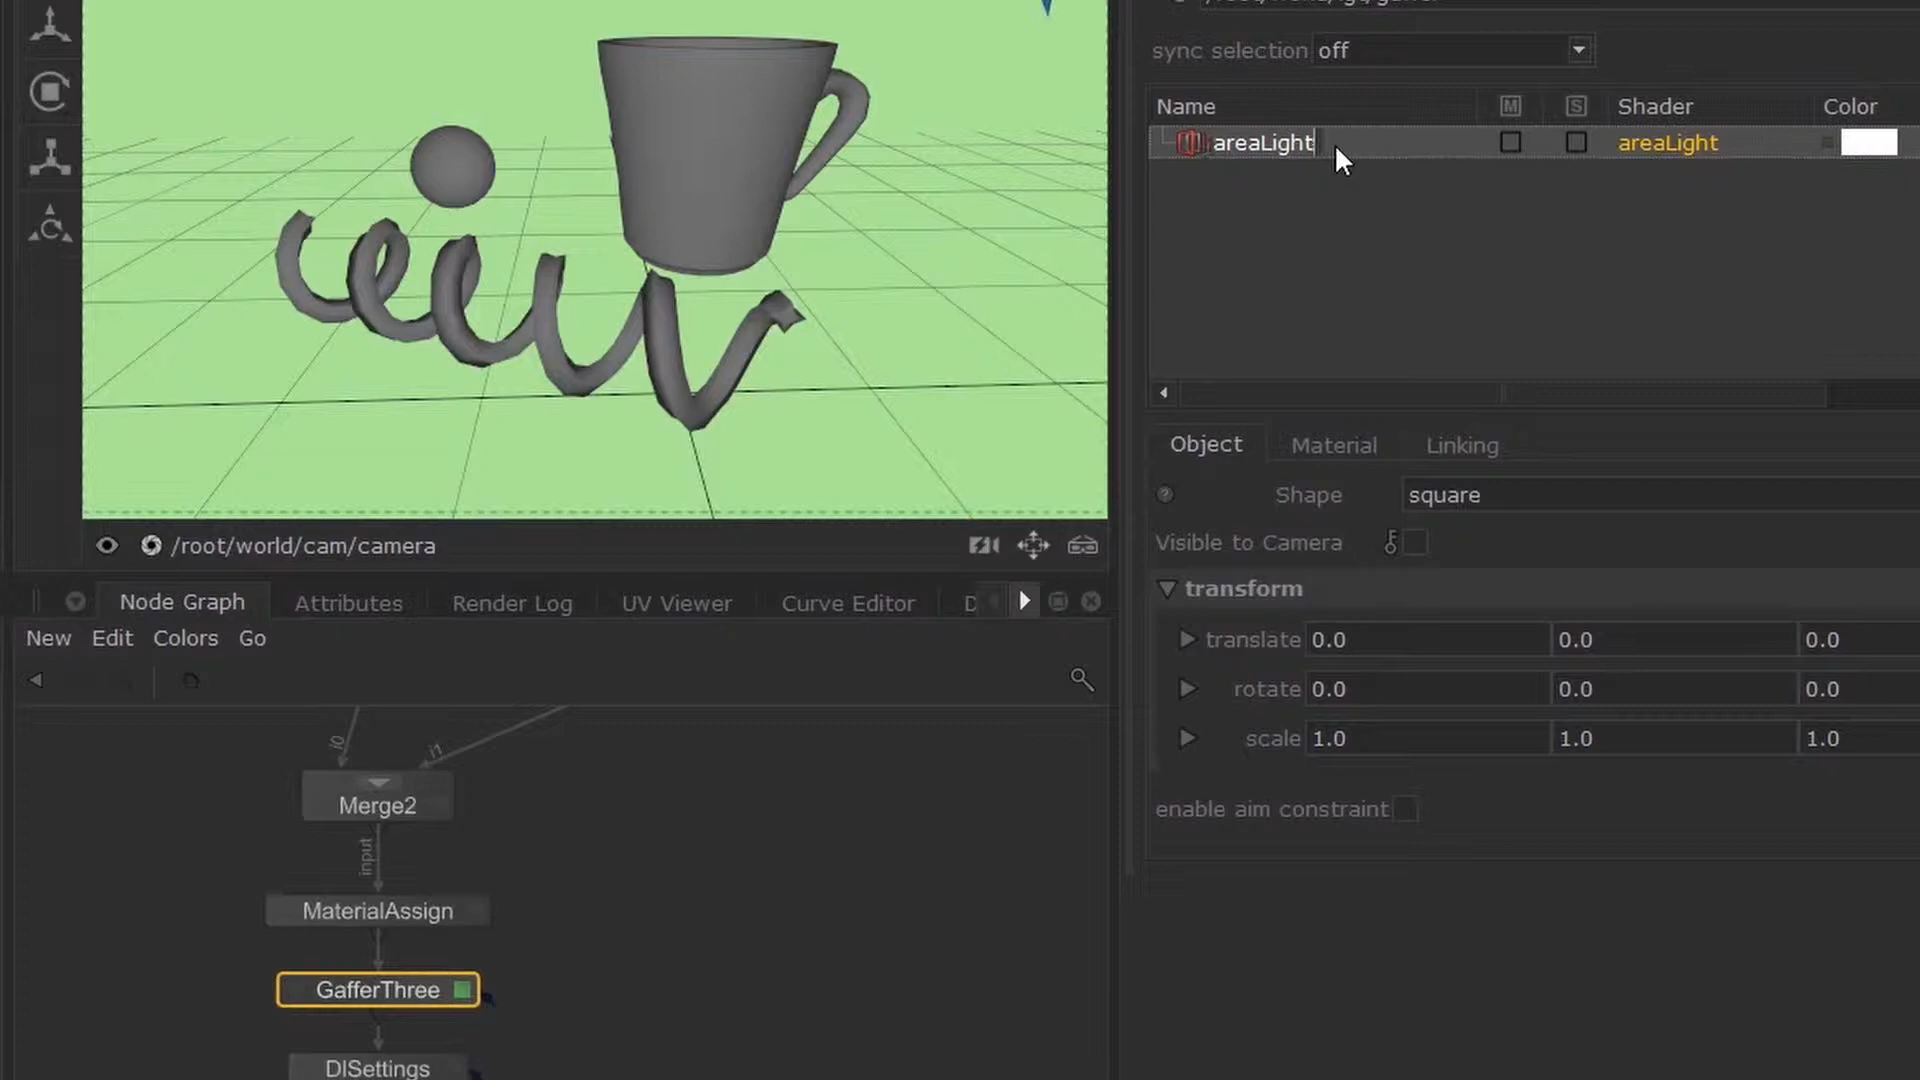 sync selection off
Name M S Shader Color
areaLight areaLight
Object Material Linking
Shape square
Visible to Camera
/root/world/cam/camera
transform
Node Graph Attributes Render Log UV Viewer Curve Editor
New Edit Colors Go
translate 0.0 0.0 0.0
rotate 0.0 0.0 0.0
scale 1.0 1.0 1.0
enable aim constraint
i0 i1
Merge2
input
MaterialAssign
GafferThree
DlSettings